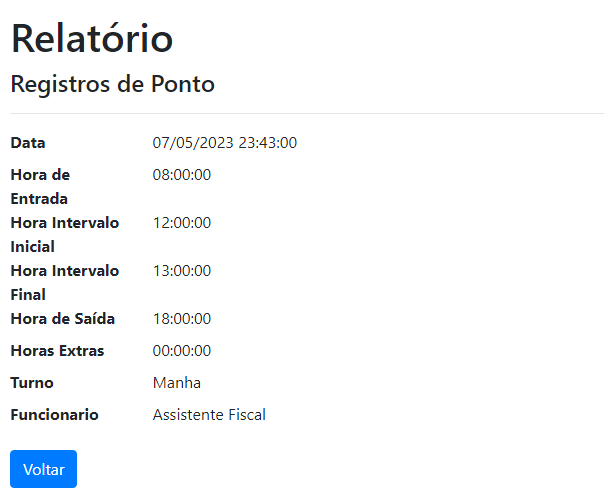 Relatório
Registros de Ponto
Data 07/05/2023 23:43:00
Hora de 08:00:00
Entrada
Hora Intervalo 12:00:00
Inicial
Hora Intervalo 13:00:00
Final
Hora de Saída 18:00:00
Horas Extras 00:00:00
Turno Manha
Funcionario Assistente Fiscal
Voltar